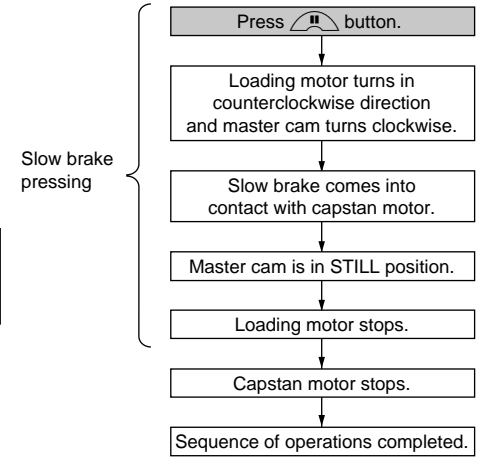 Press button.
Loading motor turns in
counterclockwise direction
and master cam turns clockwise.
Slow brake
pressing
Slow brake comes into
contact with capstan motor.
Master cam is in STILL position.
Loading motor stops.
Capstan motor stops.
Sequence of operations completed.